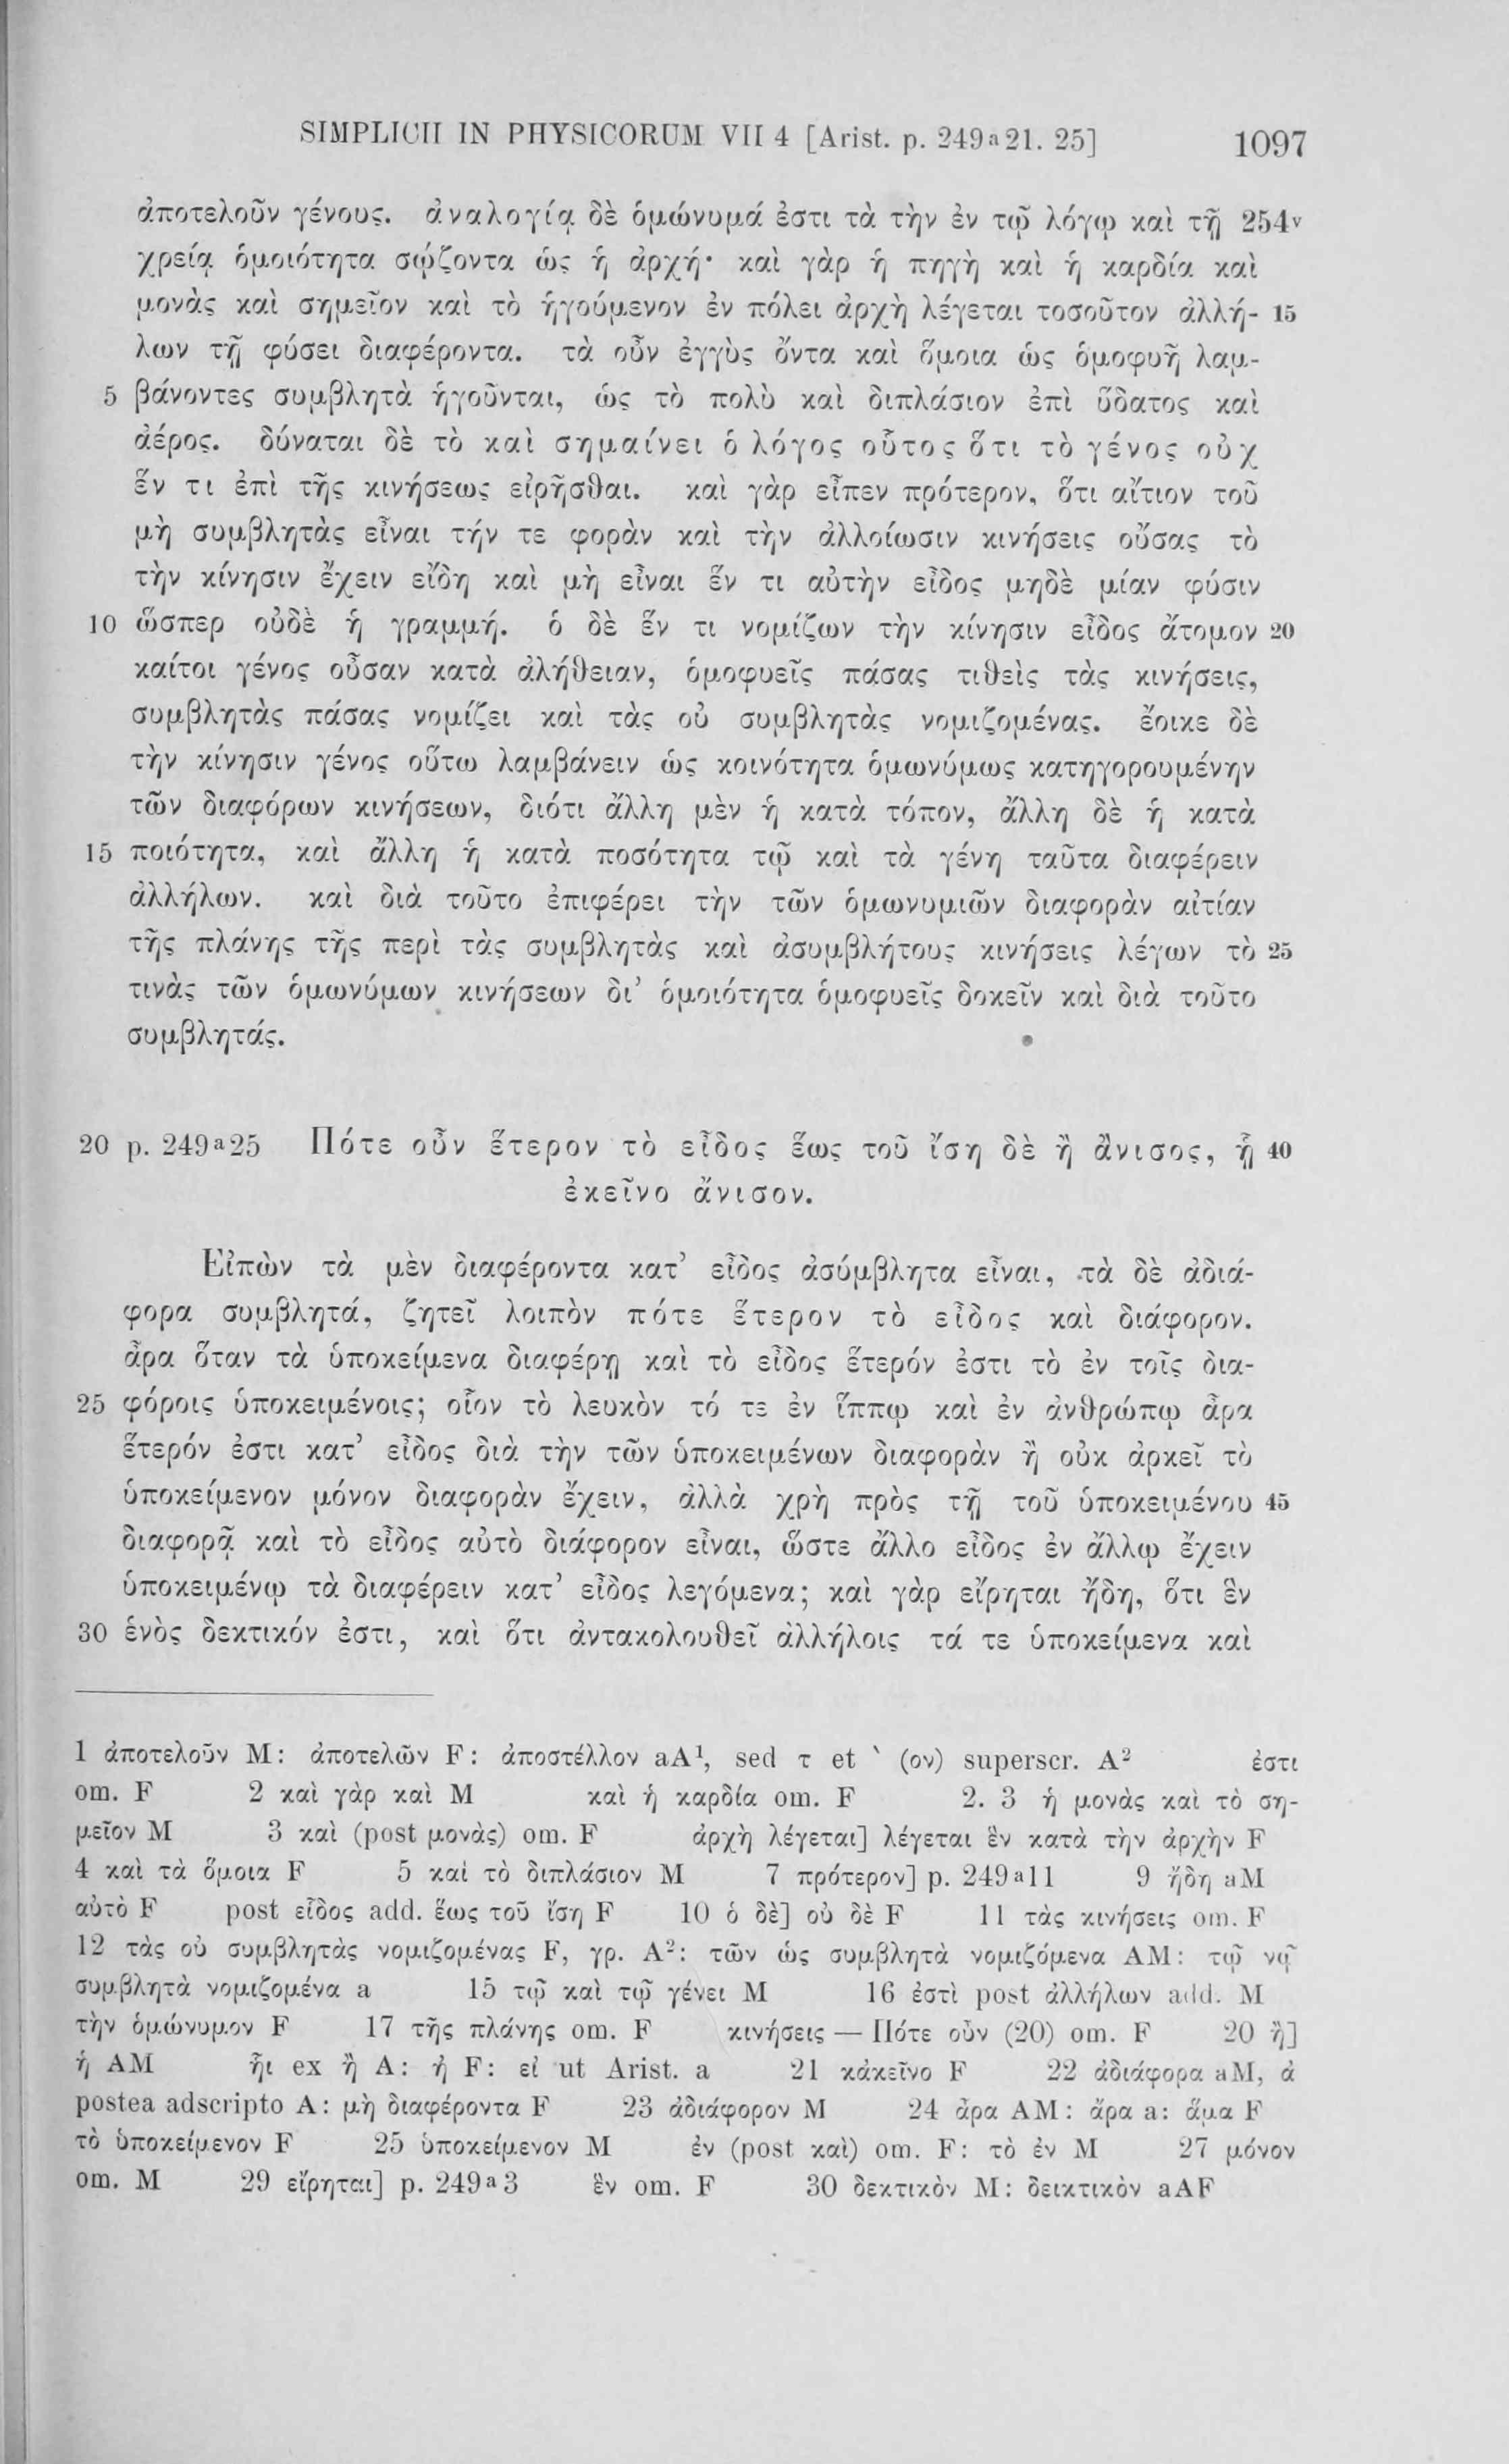 SIMPLICII IN PHYSICORUM VII 4 [Arist. p. 249ª21. 25] 1097
ἀποτελοῦν γένους. ἀναλογίᾳ δὲ ὁμώνυμά ἐστι τὰ τὴν ἐν τῷ λόγῳ καὶ τῇ 254ᵛ
χρείᾳ ὁμοιότητα σῴζοντα ὡς ἡ ἀρχή· καὶ γὰρ ἡ πηγὴ καὶ ἡ καρδία καὶ
μονὰς καὶ σημεῖον καὶ τὸ ἡγούμενον ἐν πόλει ἀρχὴ λέγεται τοσοῦτον ἀλλή- 15
λων τῇ φύσει διαφέροντα. τὰ οὖν ἐγγὺς ὄντα καὶ ὅμοια ὡς ὁμοφυῆ λαμ-
5 βάνοντες συμβλητὰ ἡγοῦνται, ὡς τὸ πολὺ καὶ διπλάσιον ἐπὶ ὕδατος καὶ
ἀέρος. δύναται δὲ τὸ καὶ σημαίνει ὁ λόγος οὗτος ὅτι τὸ γένος οὐχ
ἕν τι ἐπὶ τῆς κινήσεως εἰρῆσθαι. καὶ γὰρ εἶπεν πρότερον, ὅτι αἴτιον τοῦ
μὴ συμβλητὰς εἶναι τήν τε φορὰν καὶ τὴν ἀλλοίωσιν κινήσεις οὔσας τὸ
τὴν κίνησιν ἔχειν εἴδη καὶ μὴ εἶναι ἕν τι αὐτὴν εἶδος μηδὲ μίαν φύσιν
10 ὥσπερ οὐδὲ ἡ γραμμή. ὁ δὲ ἕν τι νομίζων τὴν κίνησιν εἶδος ἄτομον 20
καίτοι γένος οὖσαν κατὰ ἀλήθειαν, ὁμοφυεῖς πάσας τιθεὶς τὰς κινήσεις,
συμβλητὰς πάσας νομίζει καὶ τὰς οὐ συμβλητὰς νομιζομένας. ἔοικε δὲ
τὴν κίνησιν γένος οὕτω λαμβάνειν ὡς κοινότητα ὁμωνύμως κατηγορουμένην
τῶν διαφόρων κινήσεων, διότι ἄλλη μὲν ἡ κατὰ τόπον, ἄλλη δὲ ἡ κατὰ
15 ποιότητα, καὶ ἄλλη ἡ κατὰ ποσότητα τῷ καὶ τὰ γένη ταῦτα διαφέρειν
ἀλλήλων. καὶ διὰ τοῦτο ἐπιφέρει τὴν τῶν ὁμωνυμιῶν διαφορὰν αἰτίαν
τῆς πλάνης τῆς περὶ τὰς συμβλητὰς καὶ ἀσυμβλήτους κινήσεις λέγων τὸ 25
τινὰς τῶν ὁμωνύμων κινήσεων δι᾽ ὁμοιότητα ὁμοφυεῖς δοκεῖν καὶ διὰ τοῦτο
συμβλητάς.
20 p. 249ª25 Πότε οὖν ἕτερον τὸ εἶδος ἕως τοῦ ἴση δὲ ἢ ἄνισος, ᾗ 40
ἐκεῖνο ἄνισον.
Εἰπὼν τὰ μὲν διαφέροντα κατ᾽ εἶδος ἀσύμβλητα εἶναι, τὰ δὲ ἀδιά-
φορα συμβλητά, ζητεῖ λοιπὸν πότε ἕτερον τὸ εἶδος καὶ διάφορον.
ἆρα ὅταν τὰ ὑποκείμενα διαφέρῃ καὶ τὸ εἶδος ἕτερόν ἐστι τὸ ἐν τοῖς δια-
25 φόροις ὑποκειμένοις; οἷον τὸ λευκὸν τό τε ἐν ἵππῳ καὶ ἐν ἀνθρώπῳ ἆρα
ἕτερόν ἐστι κατ᾽ εἶδος διὰ τὴν τῶν ὑποκειμένων διαφορὰν ἢ οὐκ ἀρκεῖ τὸ
ὑποκείμενον μόνον διαφορὰν ἔχειν, ἀλλὰ χρὴ πρὸς τῇ τοῦ ὑποκειμένου 45
διαφορᾷ καὶ τὸ εἶδος αὐτὸ διάφορον εἶναι, ὥστε ἄλλο εἶδος ἐν ἄλλῳ ἔχειν
ὑποκειμένῳ τὰ διαφέρειν κατ᾽ εἶδος λεγόμενα; καὶ γὰρ εἴρηται ἤδη, ὅτι ἓν
30 ἑνὸς δεκτικόν ἐστι, καὶ ὅτι ἀντακολουθεῖ ἀλλήλοις τά τε ὑποκείμενα καὶ
1 ἀποτελοῦν M: ἀποτελῶν F: ἀποστέλλον aA¹, sed τ et ` (ον) superscr. A² ἐστι
om. F 2 καὶ γὰρ καὶ M καὶ ἡ καρδία om. F 2. 3 ἡ μονὰς καὶ τὸ ση-
μεῖον M 3 καὶ (post μονὰς) om. F ἀρχὴ λέγεται] λέγεται ἓν κατὰ τὴν ἀρχὴν F
4 καὶ τὰ ὅμοια F 5 καὶ τὸ διπλάσιον M 7 πρότερον] p. 249ª11 9 ἤδη aM
αὐτὸ F post εἶδος add. ἕως τοῦ ἴση F 10 ὁ δὲ] οὐ δὲ F 11 τὰς κινήσεις om. F
12 τὰς οὐ συμβλητὰς νομιζομένας F, γρ. A²: τῶν ὡς συμβλητὰ νομιζόμενα AM: τῷ νῷ
συμβλητὰ νομιζομένα a 15 τῷ καὶ τῷ γένει M 16 ἐστὶ post ἀλλήλων add. M
τὴν ὁμώνυμον F 17 τῆς πλάνης om. F κινήσεις — Πότε οὖν (20) om. F 20 ἢ]
ἡ AM ἧι ex ἢ A: ἡ F: εἰ ut Arist. a 21 κἀκεῖνο F 22 ἀδιάφορα aM, ἀ
postea adscripto A: μὴ διαφέροντα F 23 ἀδιάφορον M 24 ἆρα AM: ἄρα a: ἅμα F
τὸ ὑποκείμενον F 25 ὑποκείμενον M ἐν (post καὶ) om. F: τὸ ἐν M 27 μόνον
om. M 29 εἴρηται] p. 249ª3 ἓν om. F 30 δεκτικὸν M: δεικτικὸν aAF